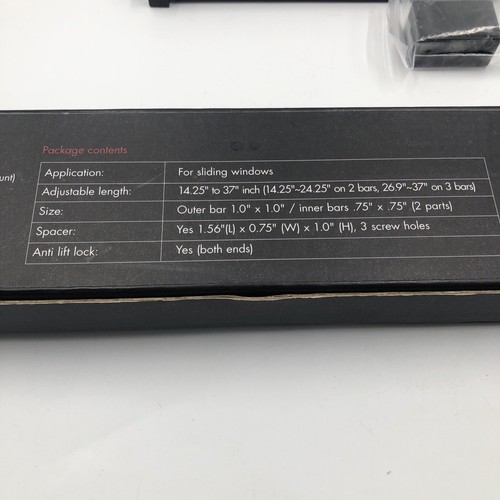 Package contents
unt)
Application: For sliding windows
Adjustable length: 14.25" to 37" inch (14.25"~24.25" on 2 bars, 26.9"~37" on 3 bars)
Size: Outer bar 1.0" x 1.0" / inner bars .75" x .75" (2 parts)
Spacer: Yes 1.56"(L) x 0.75" (W) x 1.0" (H), 3 screw holes
Anti lift lock: Yes (both ends)